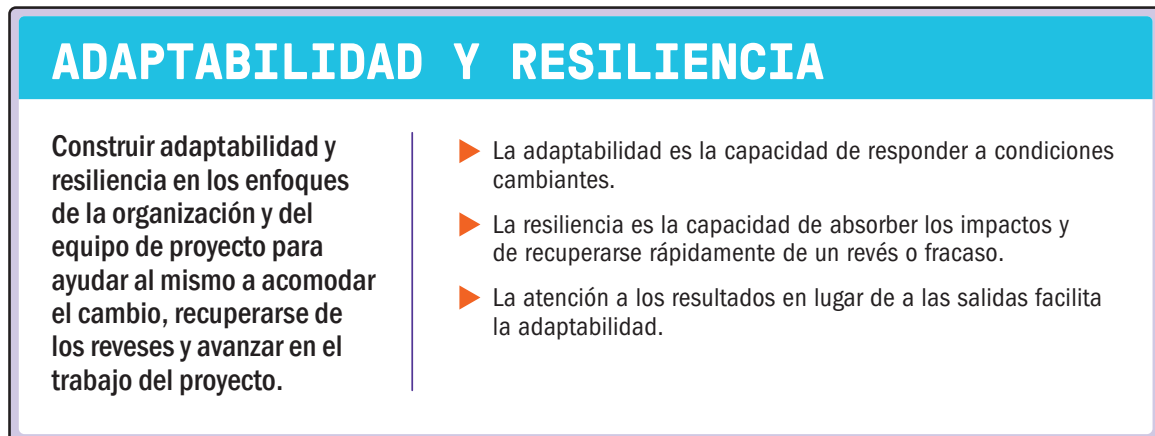 ADAPTABILIDAD Y RESILIENCIA
Construir adaptabilidad y
resiliencia en los enfoques
de la organización y del
equipo de proyecto para
ayudar al mismo a acomodar
el cambio, recuperarse de
los reveses y avanzar en el
trabajo del proyecto.
La adaptabilidad es la capacidad de responder a condiciones
cambiantes.
La resiliencia es la capacidad de absorber los impactos y
de recuperarse rápidamente de un revés o fracaso.
La atención a los resultados en lugar de a las salidas facilita
la adaptabilidad.